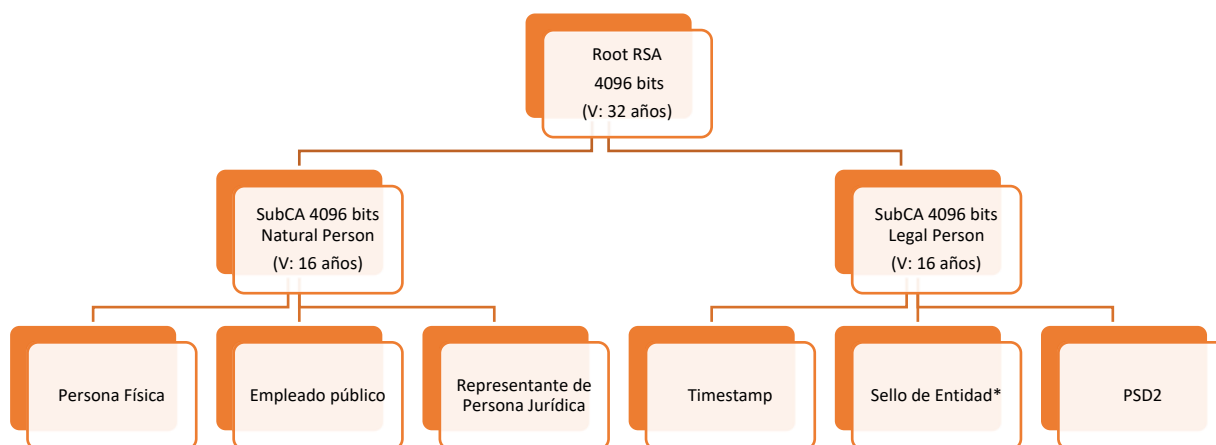 Root RSA
4096 bits
(V: 32 años)
SubCA 4096 bits
Natural Person
(V: 16 años)
SubCA 4096 bits
Legal Person
(V: 16 años)
Persona Física
Empleado público
Representante de
Persona Jurídica
Timestamp
Sello de Entidad*
PSD2